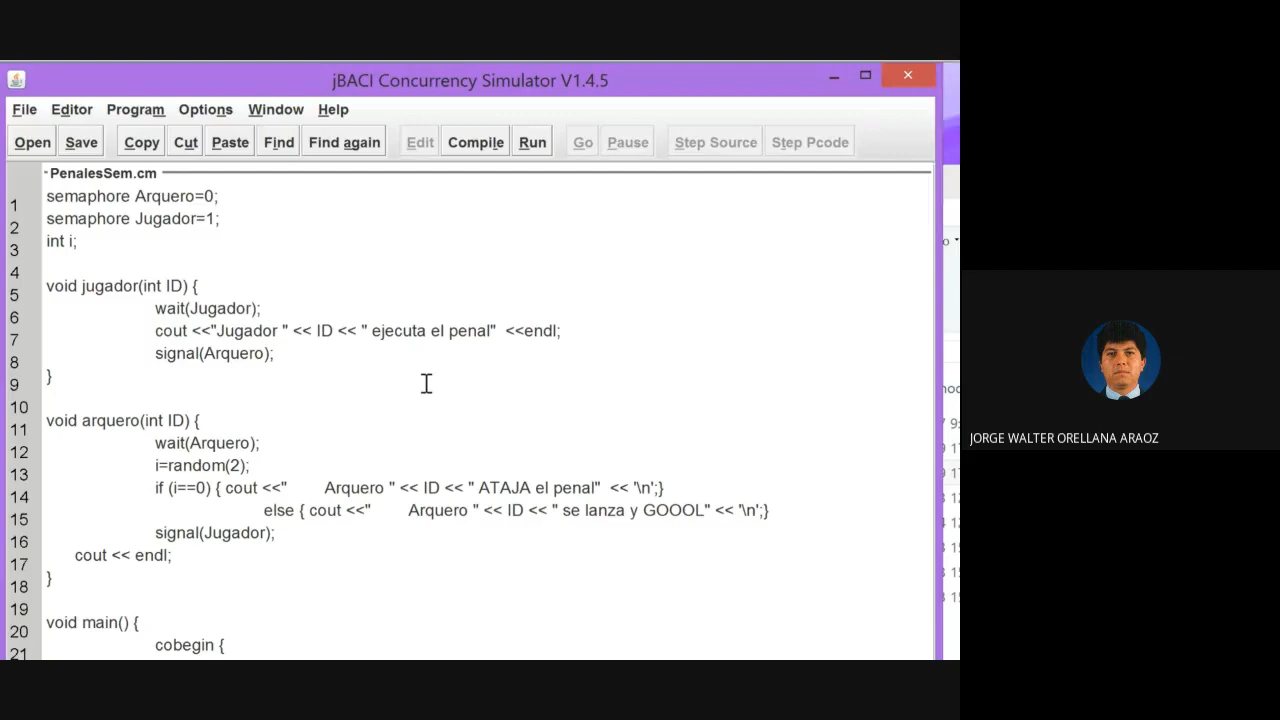 jBACI Concurrency Simulator V1.4.5
File Editor Program Options Window Help
Open Save Copy Cut Paste Find Find again Edit Compile Run Go Pause Step Source Step Pcode
PenalesSem.cm
1 semaphore Arquero=0;
2 semaphore Jugador=1;
3 int i;
4
5 void jugador(int ID) {
6 wait(Jugador);
7 cout <<"Jugador " << ID << " ejecuta el penal" <<endl;
8 signal(Arquero);
9 }
10
11 void arquero(int ID) {
12 wait(Arquero);
13 i=random(2);
14 if (i==0) { cout <<" Arquero " << ID << " ATAJA el penal" << '\n';}
15 else { cout <<" Arquero " << ID << " se lanza y GOOOL" << '\n';}
16 signal(Jugador);
17 cout << endl;
18 }
19
20 void main() {
21 cobegin {
JORGE WALTER ORELLANA ARAOZ